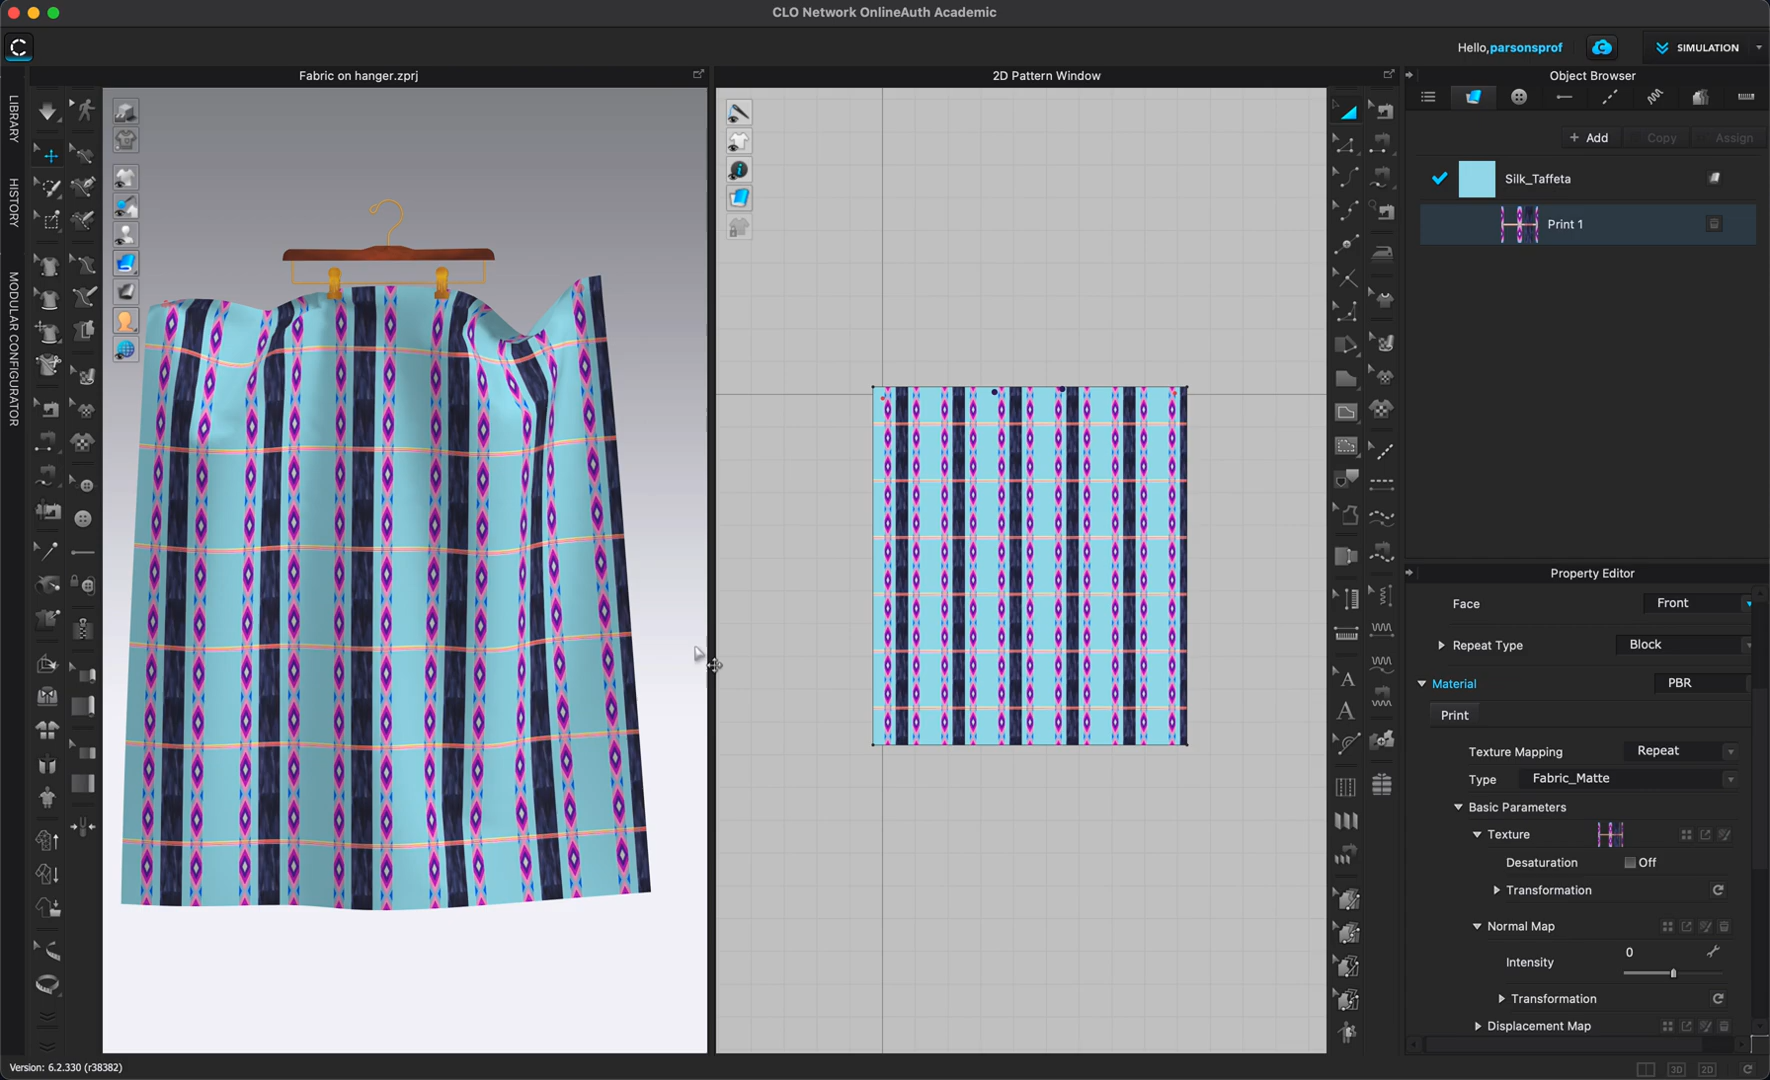 CLO Network OnlineAuth Academic
Hello,parsonsprof
SIMULATION
Fabric on hanger.zprj
2D Pattern Window
Object Browser
LIBRARY
HISTORY
MODULAR CONFIGURATOR
+ Add
Copy
Assign
Silk_Taffeta
Print 1
Property Editor
Face
Front
Repeat Type
Block
Material
PBR
Print
Texture Mapping
Repeat
Type
Fabric_Matte
Basic Parameters
Texture
Desaturation
Off
Transformation
Normal Map
Intensity
0
Transformation
Displacement Map
Version: 6.2.330 (r38382)
3D
2D